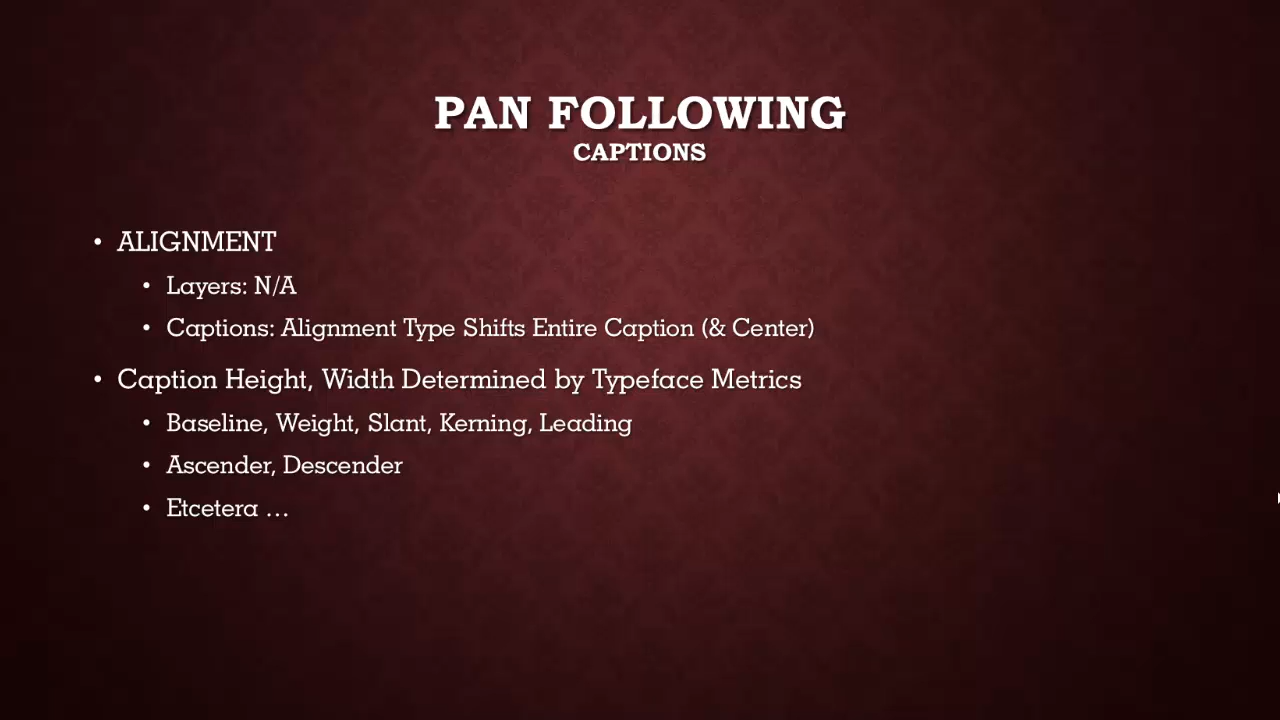 PAN FOLLOWING
CAPTIONS
• ALIGNMENT
• Layers: N/A
• Captions: Alignment Type Shifts Entire Caption (& Center)
• Caption Height, Width Determined by Typeface Metrics
• Baseline, Weight, Slant, Kerning, Leading
• Ascender, Descender
• Etcetera …